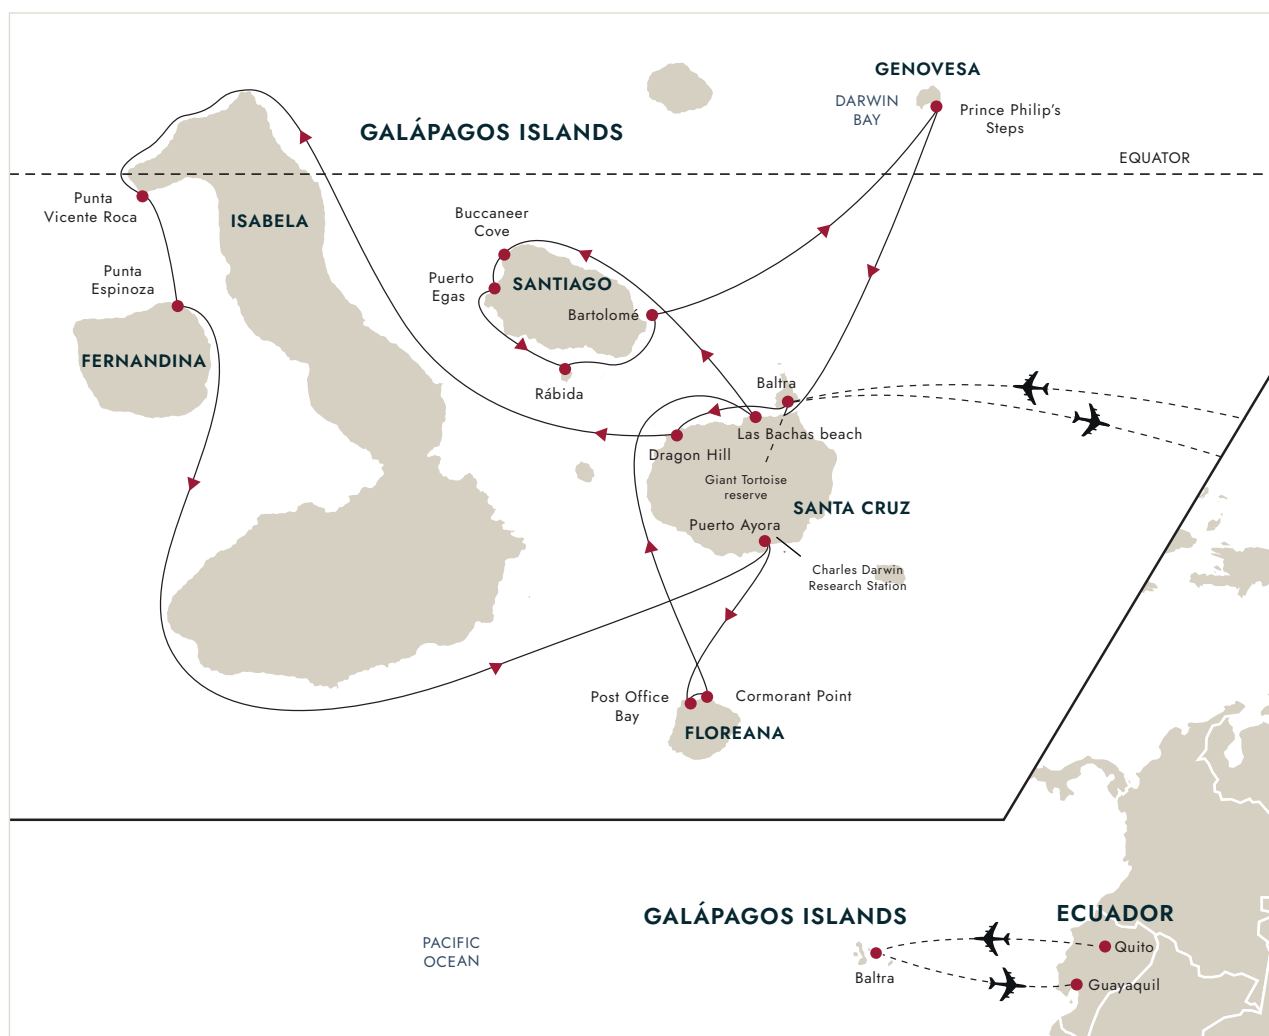 GENOVESA
DARWIN
BAY
Prince Philip's
Steps
GALÁPAGOS ISLANDS
EQUATOR
Punta
Vicente Roca
ISABELA
Buccaneer
Cove
Punta
Espinoza
Puerto
Egas
SANTIAGO
Bartolomé
FERNANDINA
Rábida
Baltra
Las Bachas beach
Dragon Hill
Giant Tortoise
reserve
SANTA CRUZ
Puerto Ayora
Charles Darwin
Research Station
Post Office
Bay
Cormorant Point
FLOREANA
GALÁPAGOS ISLANDS
ECUADOR
PACIFIC
OCEAN
Quito
Baltra
Guayaquil